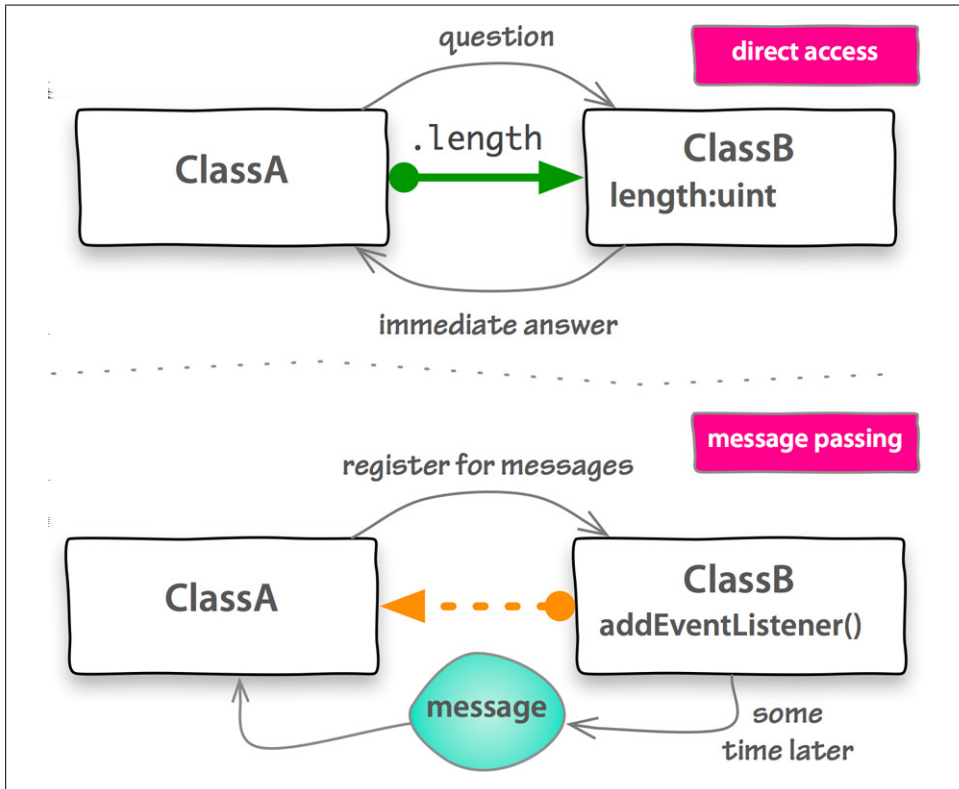 question
direct access
.length
ClassA
ClassB
length:uint
immediate answer
message passing
register for messages
ClassA
ClassB
addEventListener()
message
some
time later